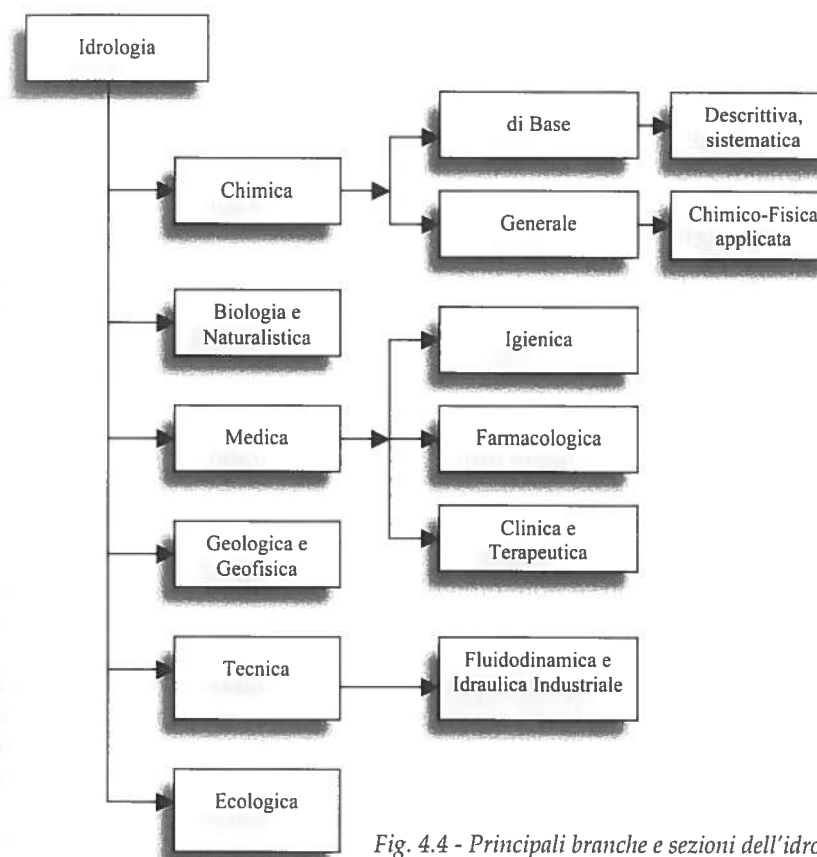 Idrologia
di Base
Descrittiva,
sistematica
Chimica
Generale
Chimico-Fisica
applicata
Biologia e
Naturalistica
Igienica
Medica
Farmacologica
Clinica e
Terapeutica
Geologica e
Geofisica
Tecnica
Fluidodinamica e
Idraulica Industriale
Ecologica
Fig. 4.4 - Principali branche e sezioni dell'idro